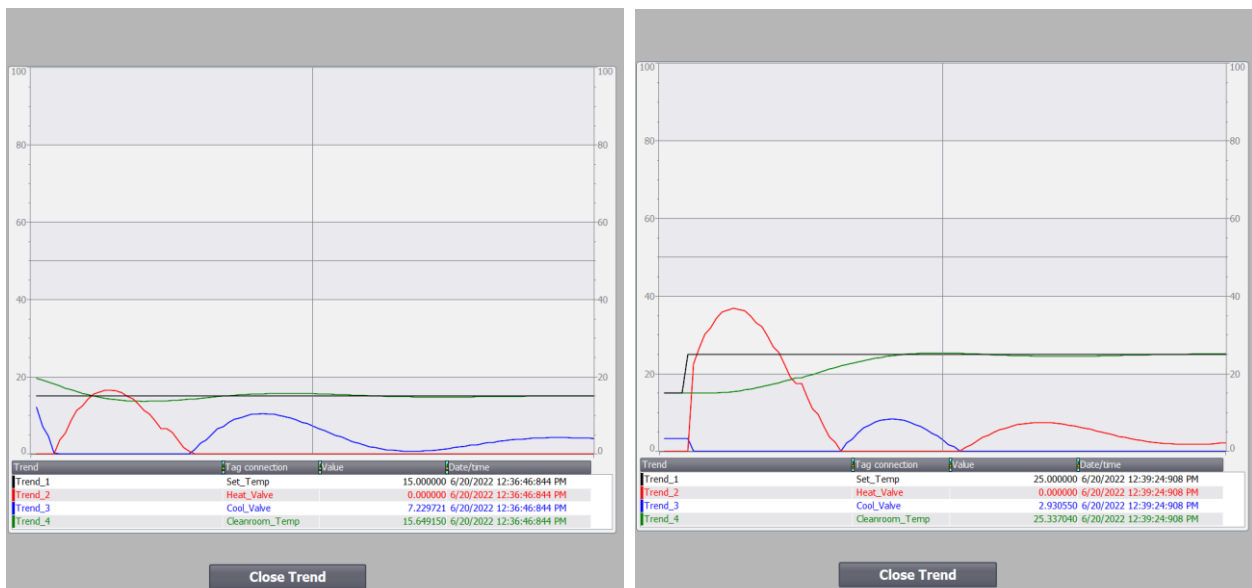 100 100
80 80
60 60
40 40
20 20
0 0
Trend Tag connection Value Date/time
Trend_1 Set_Temp 15.000000 6/20/2022 12:36:46:844 PM
Trend_2 Heat_Valve 0.000000 6/20/2022 12:36:46:844 PM
Trend_3 Cool_Valve 7.229721 6/20/2022 12:36:46:844 PM
Trend_4 Cleanroom_Temp 15.649150 6/20/2022 12:36:46:844 PM
Close Trend
100 100
80 80
60 60
40 40
20 20
0 0
Trend Tag connection Value Date/time
Trend_1 Set_Temp 25.000000 6/20/2022 12:39:24:908 PM
Trend_2 Heat_Valve 0.000000 6/20/2022 12:39:24:908 PM
Trend_3 Cool_Valve 2.930550 6/20/2022 12:39:24:908 PM
Trend_4 Cleanroom_Temp 25.337040 6/20/2022 12:39:24:908 PM
Close Trend